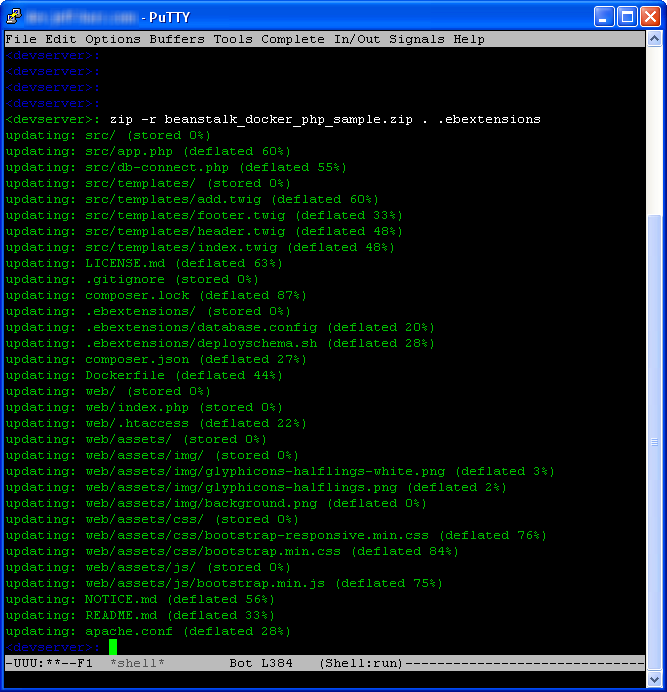 - PuTTY
File Edit Options Buffers Tools Complete In/Out Signals Help
<devserver>:
<devserver>:
<devserver>:
<devserver>:
<devserver>: zip -r beanstalk_docker_php_sample.zip . .ebextensions
updating: src/ (stored 0%)
updating: src/app.php (deflated 60%)
updating: src/db-connect.php (deflated 55%)
updating: src/templates/ (stored 0%)
updating: src/templates/add.twig (deflated 60%)
updating: src/templates/footer.twig (deflated 33%)
updating: src/templates/header.twig (deflated 48%)
updating: src/templates/index.twig (deflated 48%)
updating: LICENSE.md (deflated 63%)
updating: .gitignore (stored 0%)
updating: composer.lock (deflated 87%)
updating: .ebextensions/ (stored 0%)
updating: .ebextensions/database.config (deflated 20%)
updating: .ebextensions/deployschema.sh (deflated 28%)
updating: composer.json (deflated 27%)
updating: Dockerfile (deflated 44%)
updating: web/ (stored 0%)
updating: web/index.php (stored 0%)
updating: web/.htaccess (deflated 22%)
updating: web/assets/ (stored 0%)
updating: web/assets/img/ (stored 0%)
updating: web/assets/img/glyphicons-halflings-white.png (deflated 3%)
updating: web/assets/img/glyphicons-halflings.png (deflated 2%)
updating: web/assets/img/background.png (deflated 0%)
updating: web/assets/css/ (stored 0%)
updating: web/assets/css/bootstrap-responsive.min.css (deflated 76%)
updating: web/assets/css/bootstrap.min.css (deflated 84%)
updating: web/assets/js/ (stored 0%)
updating: web/assets/js/bootstrap.min.js (deflated 75%)
updating: NOTICE.md (deflated 56%)
updating: README.md (deflated 33%)
updating: apache.conf (deflated 28%)
<devserver>:
-UUU:**--F1  *shell*        Bot L384   (Shell:run)------------------------------